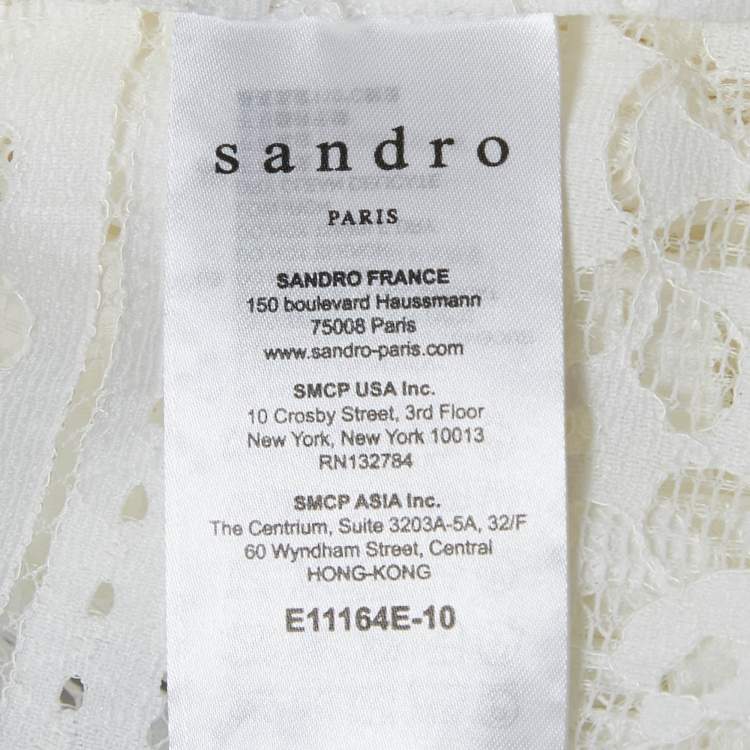 sandro
PARIS
SANDRO FRANCE
150 boulevard Haussmann
75008 Paris
www.sandro-paris.com
SMCP USA Inc.
10 Crosby Street, 3rd Floor
New York, New York 10013
RN132784
SMCP ASIA Inc.
The Centrium, Suite 3203A-5A, 32/F
60 Wyndham Street, Central
HONG-KONG
E11164E-10